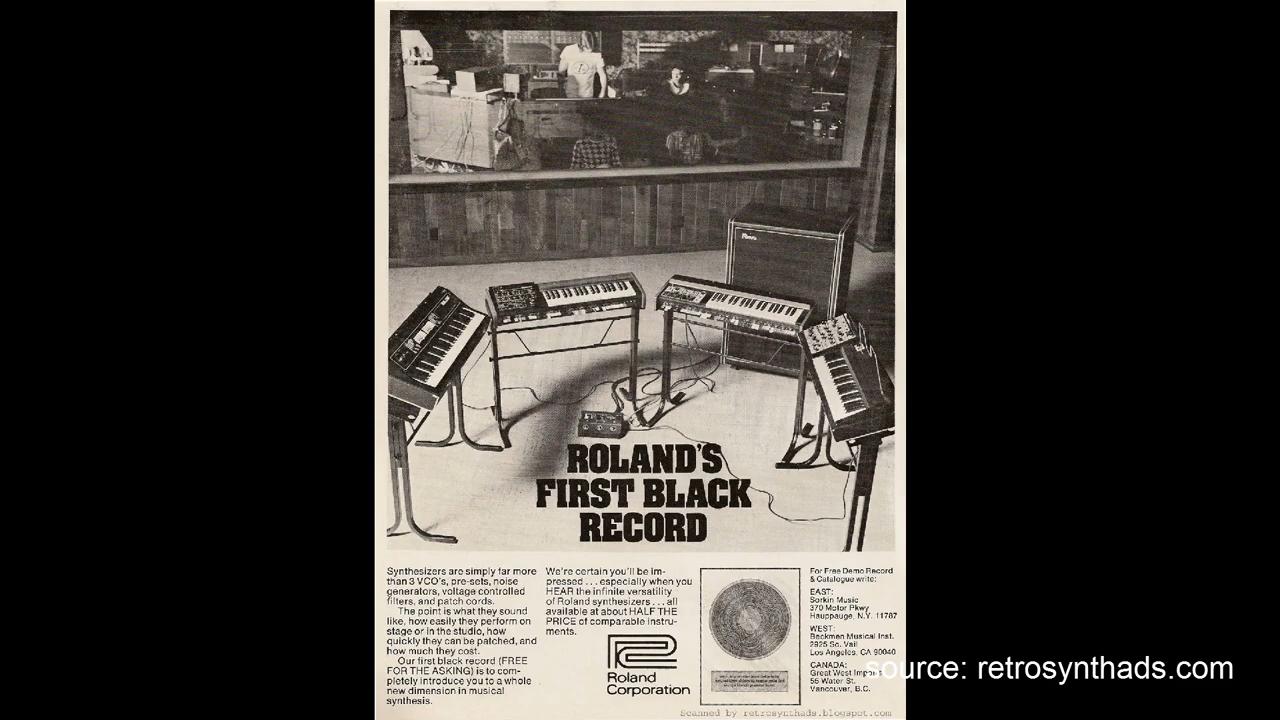 ROLAND'S
FIRST BLACK
RECORD
Synthesizers are simply far more
than 3 VCO's, pre-sets, noise
generators, voltage controlled
filters, and patch cords.
The point is what they sound
like, how easily they perform on
stage or in the studio, how
quickly they can be patched, and
how much they cost.
Our first black record (FREE
FOR THE ASKING) is to com-
pletely introduce you to a whole
new dimension in musical
synthesis.
We're certain you'll be im-
pressed . . . especially when you
HEAR the infinite versatility
of Roland synthesizers . . . all
available at about HALF THE
PRICE of comparable instru-
ments.
Roland
Corporation
For Free Demo Record
& Catalogue write:
EAST:
Sorkin Music
370 Motor Pkwy
Hauppauge, N.Y. 11787
WEST:
Beckmen Musical Inst.
2925 So. Vail
Los Angeles, CA 90040
CANADA:
Great West Imports
55 Water St.
Vancouver, B.C.
source: retrosynthads.com
Scanned by retrosynthads.blogspot.com